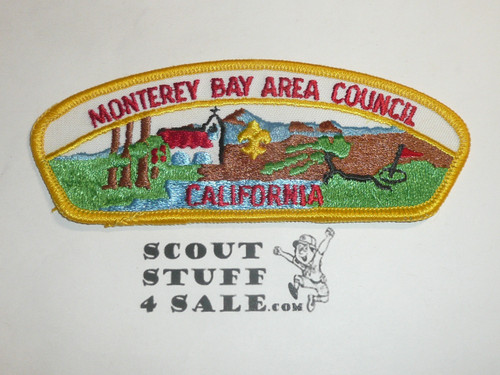 MONTEREY BAY AREA COUNCIL
CALIFORNIA
SCOUT
STUFF
4 SALE.COM